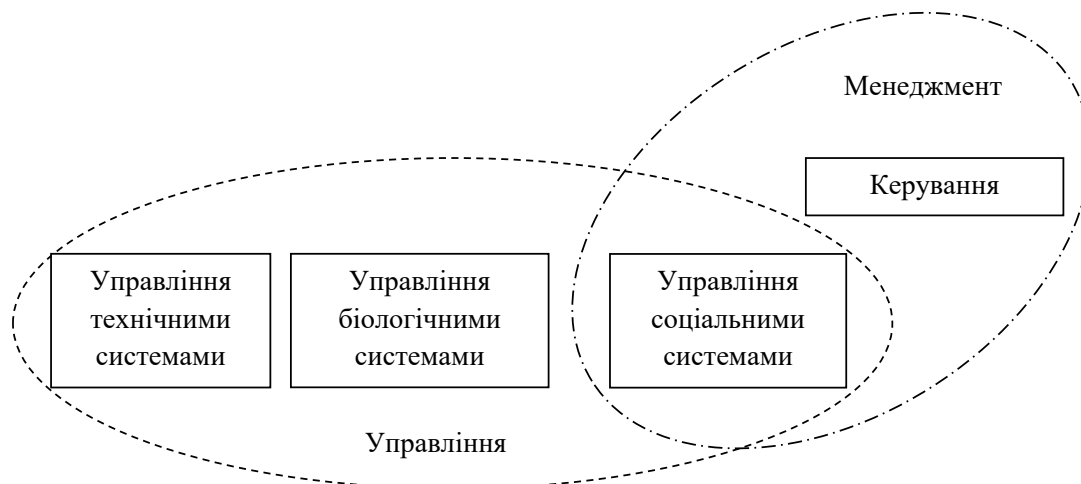 Менеджмент
Керування
Управління
технічними
системами
Управління
біологічними
системами
Управління
соціальними
системами
Управління